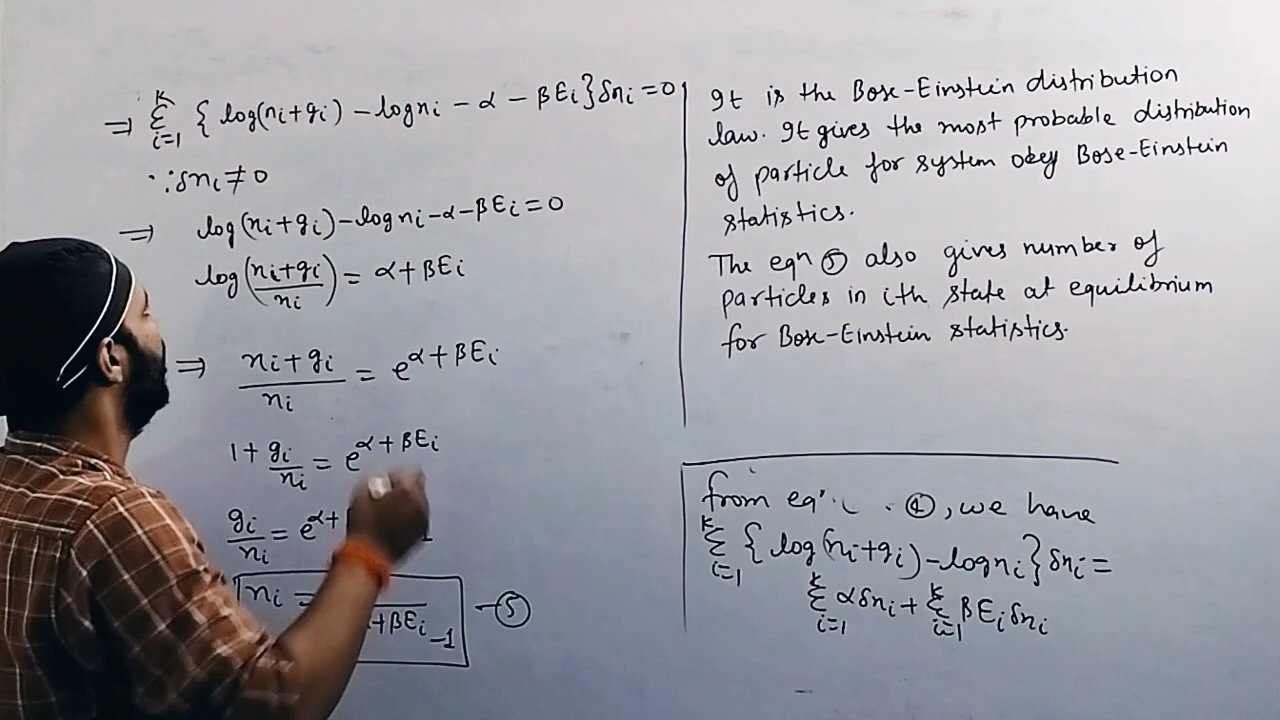 ⇒ Σ_{i=1}^{k} { log(n_i+g_i) - log n_i - α - βE_i } δn_i = 0
∵ δn_i ≠ 0
⇒ log(n_i+g_i) - log n_i - α - βE_i = 0
log((n_i+g_i)/n_i) = α + βE_i
⇒ (n_i+g_i)/n_i = e^{α+βE_i}
1 + g_i/n_i = e^{α+βE_i}
g_i/n_i = e^{α+ 1
n_i = +βE_i -1 - ⑤
It is the Bose-Einstein distribution
law. It gives the most probable distribution
of particle for system obey Bose-Einstein
statistics.
The eqn ⑤ also gives number of
particles in ith state at equilibrium
for Bose-Einstein statistics.
from eqn , we have
Σ_{i=1}^{k} { log(n_i+g_i) - log n_i } δn_i =
Σ_{i=1}^{k} α δn_i + Σ_{i=1}^{k} βE_i δn_i